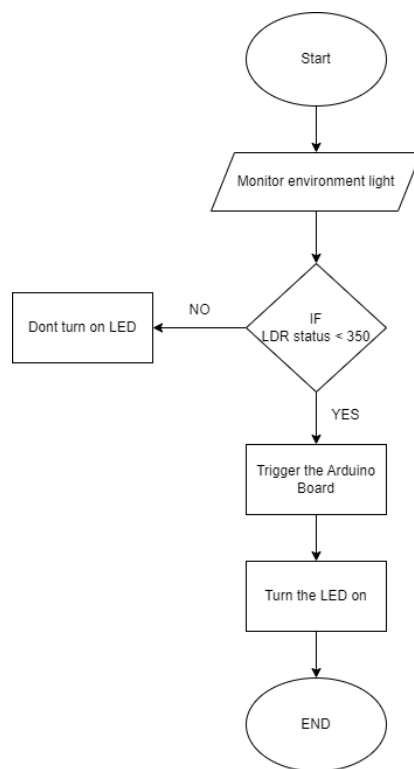 Start
Monitor environment light
IF
LDR status < 350
NO
Dont turn on LED
YES
Trigger the Arduino
Board
Turn the LED on
END